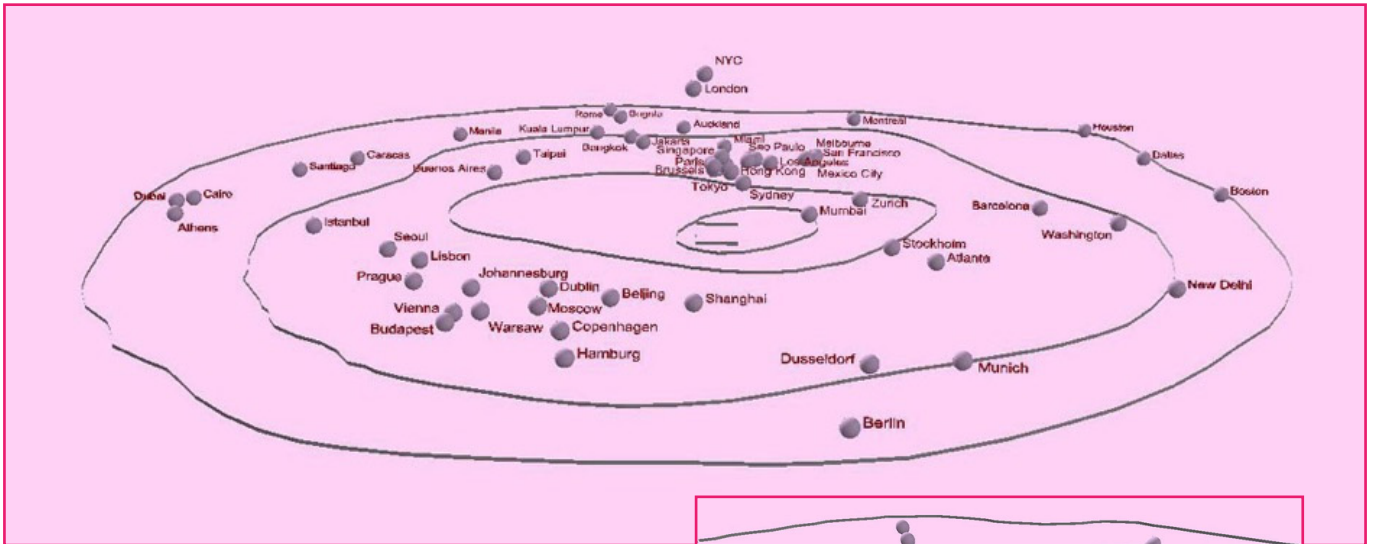 NYC
London
Rome
Bogota
Auckland
Montreal
Houston
Manila
Kuala Lumpur
Bangkok
Jakarta
Miami
Singapore
Sao Paulo
Melbourne
San Francisco
Dallas
Caracas
Santiago
Taipei
Buenos Aires
Paris
Brussels
Los Angeles
Hong Kong
Mexico City
Tokyo
Sydney
Boston
Dubai
Cairo
Athens
Mumbai
Zurich
Barcelona
Washington
Istanbul
Seoul
Lisbon
Stockholm
Atlante
Prague
Johannesburg
Dublin
Beijing
Shanghai
New Delhi
Vienna
Moscow
Budapest
Warsaw
Copenhagen
Hamburg
Dusseldorf
Munich
Berlin